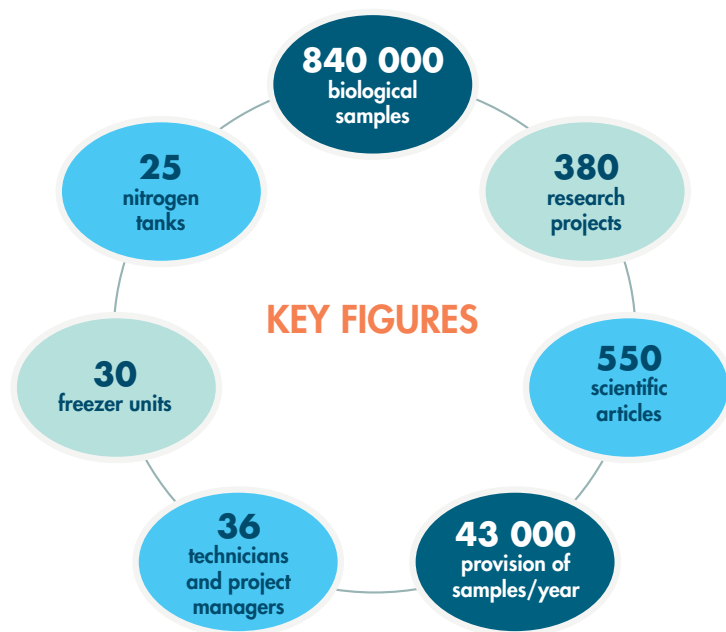 840 000
biological
samples
25
nitrogen
tanks
380
research
projects
KEY FIGURES
30
freezer units
550
scientific
articles
36
technicians
and project
managers
43 000
provision of
samples/year